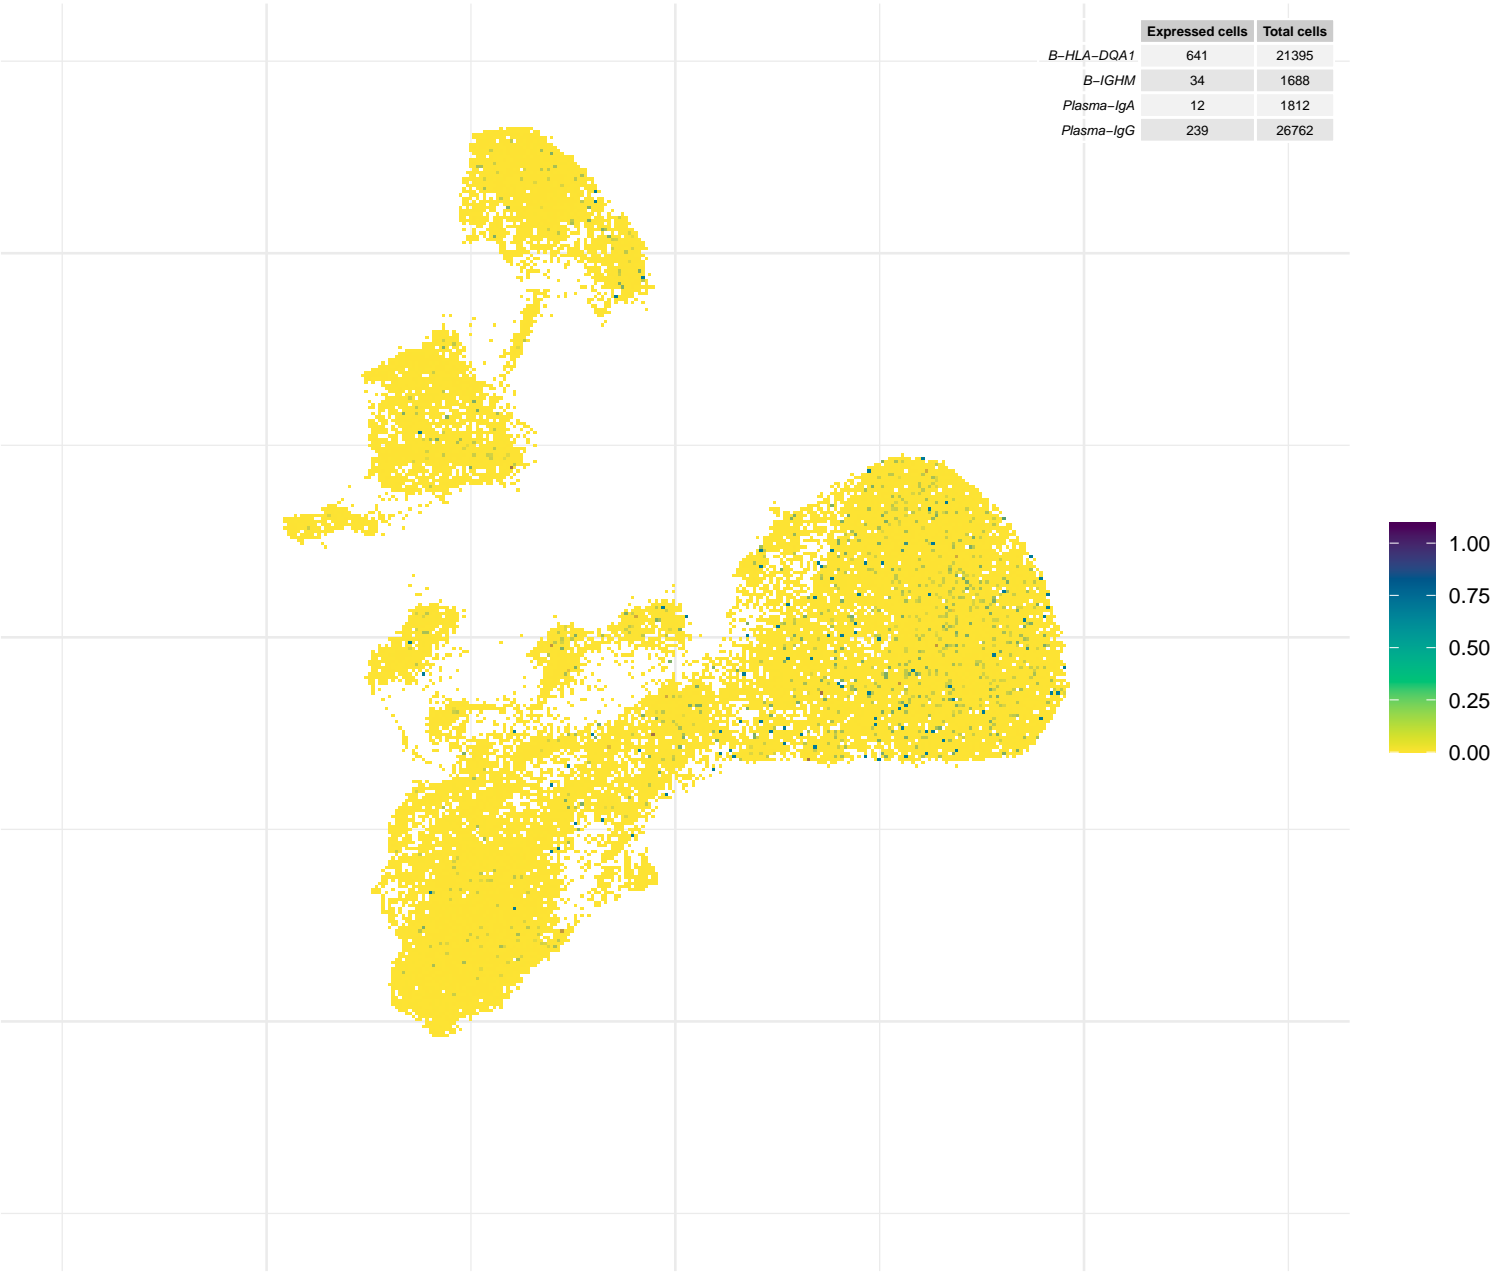 Expressed cells Total cells
B−HLA−DQA1 641 21395
B−IGHM 34 1688
Plasma−IgA 12 1812
Plasma−IgG 239 26762
1.00
0.75
0.50
0.25
0.00